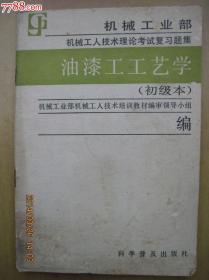 机械工业部
机械工人技术理论考试复习题集
油漆工工艺学
(初级本)
机械工业部机械工人技术培训教材编审领导小组
编
科学普及出版社